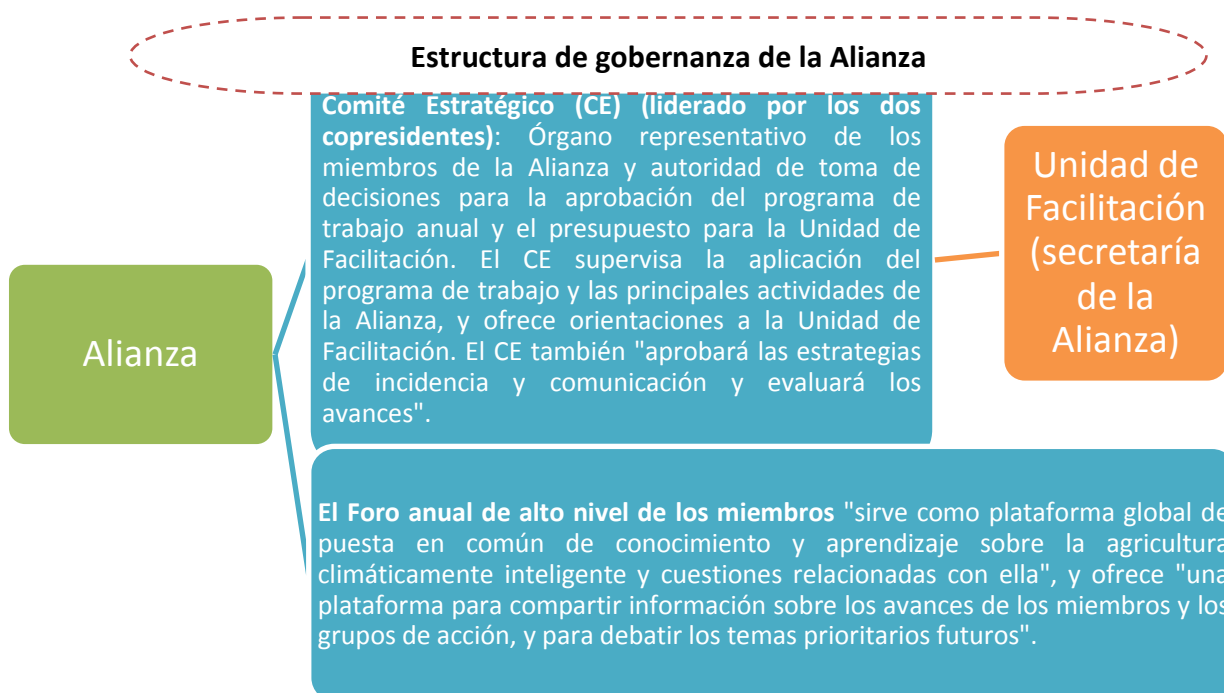 Estructura de gobernanza de la Alianza
Alianza
Comité Estratégico (CE) (liderado por los dos
copresidentes): Órgano representativo de los
miembros de la Alianza y autoridad de toma de
decisiones para la aprobación del programa de
trabajo anual y el presupuesto para la Unidad de
Facilitación. El CE supervisa la aplicación del
programa de trabajo y las principales actividades de
la Alianza, y ofrece orientaciones a la Unidad de
Facilitación. El CE también "aprobará las estrategias
de incidencia y comunicación y evaluará los
avances".
Unidad de
Facilitación
(secretaría
de la
Alianza)
El Foro anual de alto nivel de los miembros "sirve como plataforma global de
puesta en común de conocimiento y aprendizaje sobre la agricultura
climáticamente inteligente y cuestiones relacionadas con ella", y ofrece "una
plataforma para compartir información sobre los avances de los miembros y los
grupos de acción, y para debatir los temas prioritarios futuros".